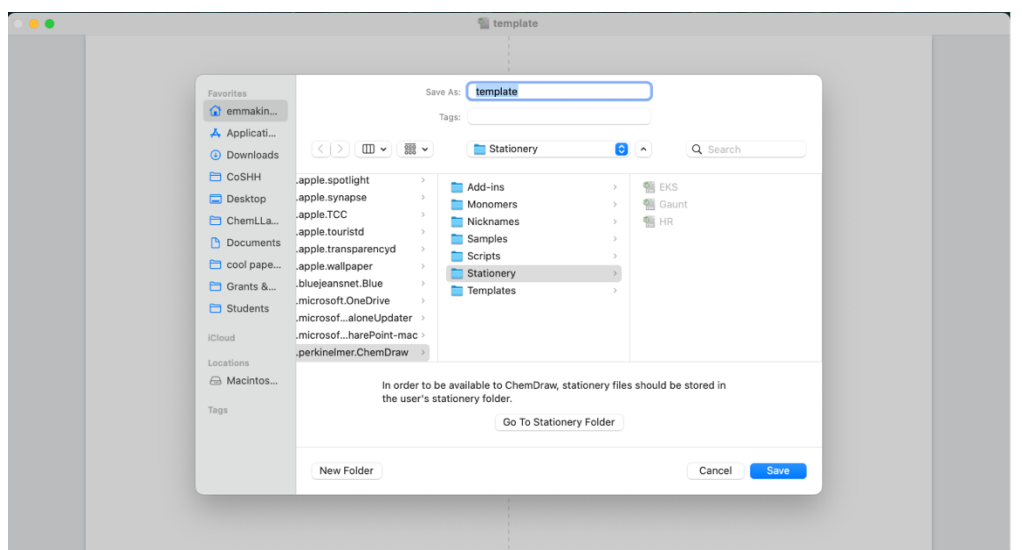 template
Favorites
emmakin...
Applicati...
Downloads
CoSHH
Desktop
ChemLLa...
Documents
cool pape...
Grants &...
Students
iCloud
Locations
Macintos...
Tags
Save As: template
Tags:
Stationery
Search
.apple.spotlight
.apple.synapse
.apple.TCC
.apple.touristd
.apple.transparencyd
.apple.wallpaper
.bluejeansnet.Blue
.microsoft.OneDrive
.microsof...aloneUpdater
.microsof...harePoint-mac
.perkinelmer.ChemDraw
Add-ins
Monomers
Nicknames
Samples
Scripts
Stationery
Templates
EKS
Gaunt
HR
In order to be available to ChemDraw, stationery files should be stored in
the user's stationery folder.
Go To Stationery Folder
New Folder
Cancel
Save